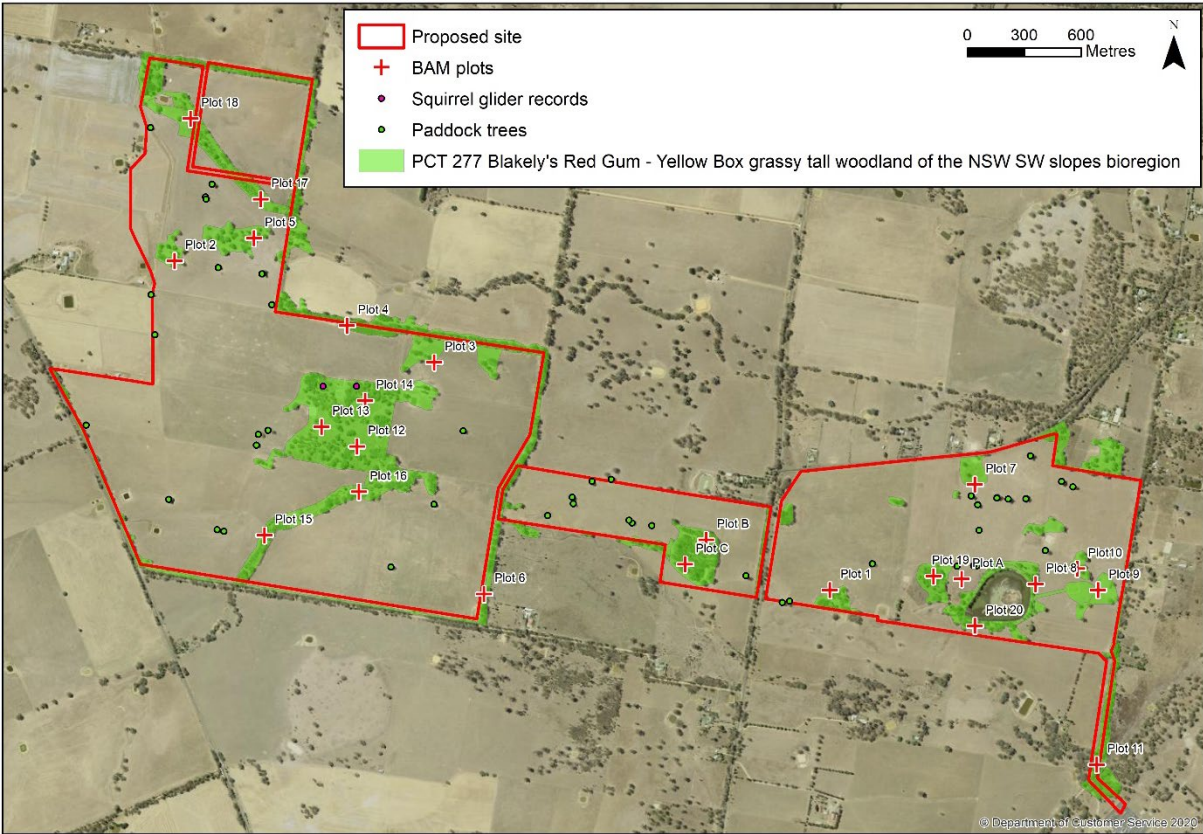 Proposed site
BAM plots
Squirrel glider records
Paddock trees
PCT 277 Blakely's Red Gum - Yellow Box grassy tall woodland of the NSW SW slopes bioregion
0 300 600
Metres
N
Plot 18
Plot 17
Plot 5
Plot 2
Plot 4
Plot 3
Plot 14
Plot 13
Plot 12
Plot 16
Plot 15
Plot 6
Plot B
Plot C
Plot 7
Plot 1
Plot 19
Plot A
Plot 8
Plot10
Plot 9
Plot 20
Plot 11
© Department of Customer Service 2020